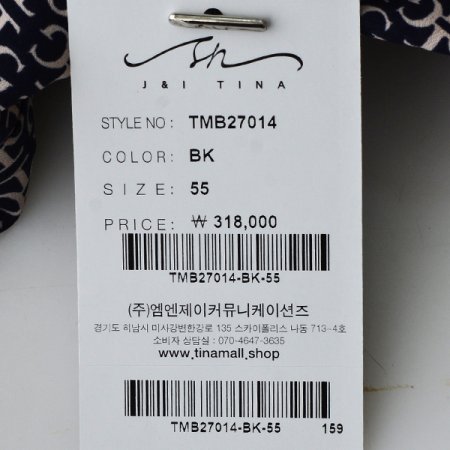 sn
J & I TINA
STYLE NO : TMB27014
COLOR: BK
SIZE: 55
PRICE: ₩ 318,000
TMB27014-BK-55
(주)엠엔제이커뮤니케이션즈
경기도 하남시 미사강변한강로 135 스카이폴리스 나동 713-4호
소비자 상담실 : 070-4647-3635
www.tinamall.shop
TMB27014-BK-55 159